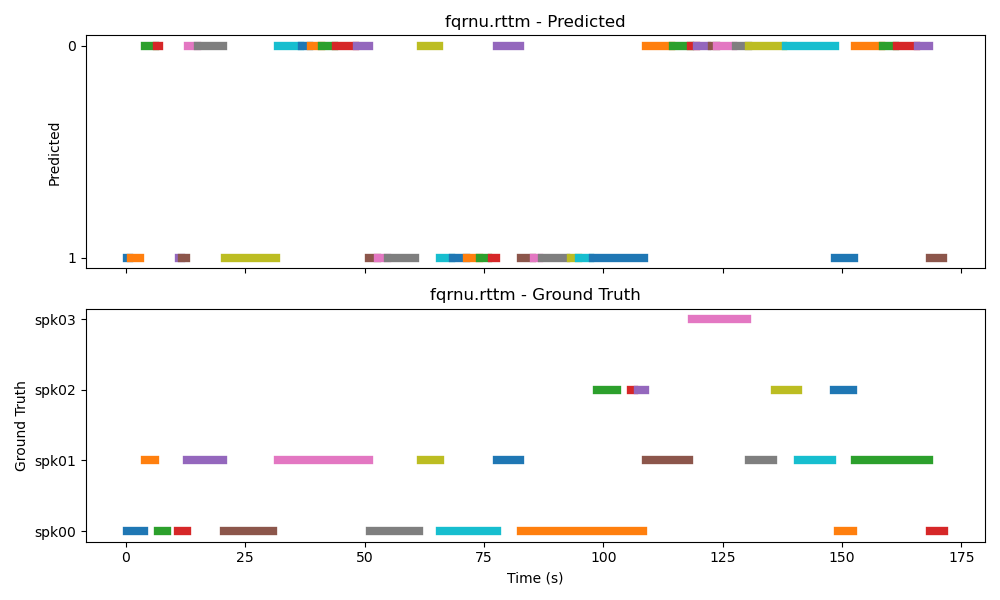 fqrnu.rttm - Predicted
0
1
Predicted
fqrnu.rttm - Ground Truth
spk03
spk02
spk01
spk00
Ground Truth
0 25 50 75 100 125 150 175
Time (s)